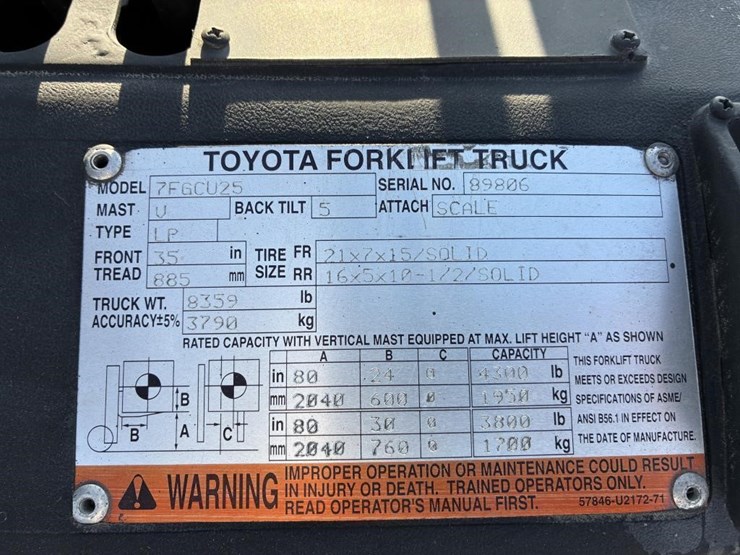 TOYOTA FORKLIFT TRUCK
MODEL 7FGCU25 SERIAL NO. 89806
MAST V BACK TILT 5 ATTACH SCALE
TYPE LP
FRONT TREAD 35 in TIRE SIZE FR 21x7x15/SOLID
885 mm RR 16x5x10-1/2/SOLID
TRUCK WT. 8359 lb
ACCURACY±5% 3790 kg
RATED CAPACITY WITH VERTICAL MAST EQUIPPED AT MAX. LIFT HEIGHT "A" AS SHOWN
A B C CAPACITY
in 80 24 0 4300 lb
mm 2040 600 0 1950 kg
in 80 30 0 3800 lb
mm 2040 760 0 1700 kg
B
B A C
THIS FORKLIFT TRUCK
MEETS OR EXCEEDS DESIGN
SPECIFICATIONS OF ASME/
ANSI B56.1 IN EFFECT ON
THE DATE OF MANUFACTURE.
WARNING
IMPROPER OPERATION OR MAINTENANCE COULD RESULT
IN INJURY OR DEATH. TRAINED OPERATORS ONLY.
READ OPERATOR'S MANUAL FIRST.
57846-U2172-71